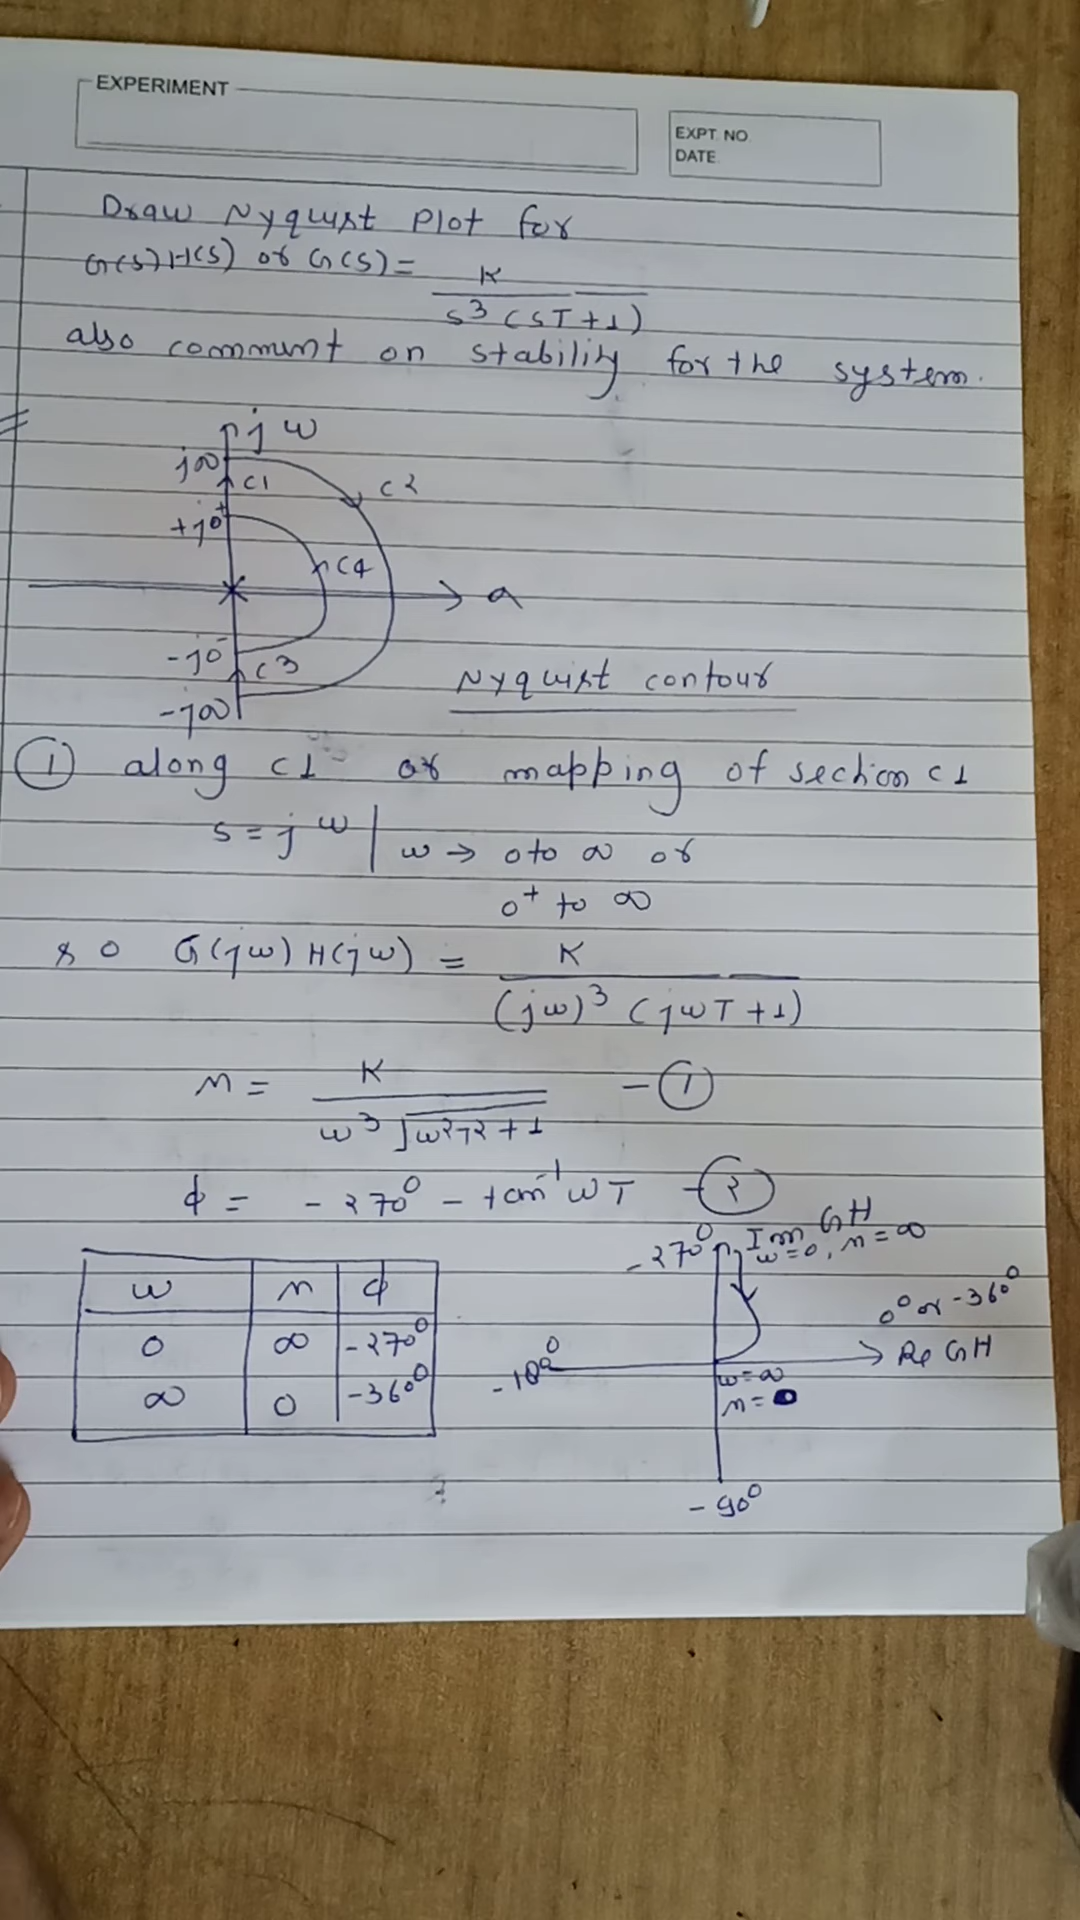 EXPERIMENT
EXPT. NO.
DATE
Draw Nyquist Plot for
G(s)H(s) or G(s) = K
s³ (sT+1)
also comment on stability for the system.
jω
j∞
C1
C2
+j0⁺
C4
σ
-j0⁻
C3
-j∞
Nyquist contour
① along C1 or mapping of section C1
s = jω | ω → 0 to ∞ or
0⁺ to ∞
so G(jω) H(jω) = K
(jω)³ (jωT+1)
M = K — ①
ω³ √ω²T²+1
φ = -270° - tan⁻¹ ωT — ②
ω M φ
0 ∞ -270°
∞ 0 -360°
-270° Im GH
ω=0, M=∞
0° or -360°
-180° Re GH
ω=∞
M=0
-90°